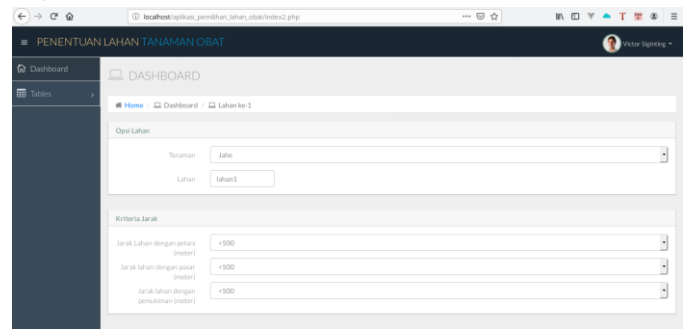 localhost/aplikasi_pemilihan_lahan_obat/index2.php
PENENTUAN LAHAN TANAMAN OBAT
Victor Siginting
Dashboard
Tables
DASHBOARD
Home / Dashboard / Lahan ke-1
Opsi Lahan
Tanaman Jahe
Lahan lahan1
Kriteria Jarak
Jarak Lahan dengan petani (meter) <500
Jarak lahan dengan pasar (meter) <500
Jarak lahan dengan pemukiman (meter) <500